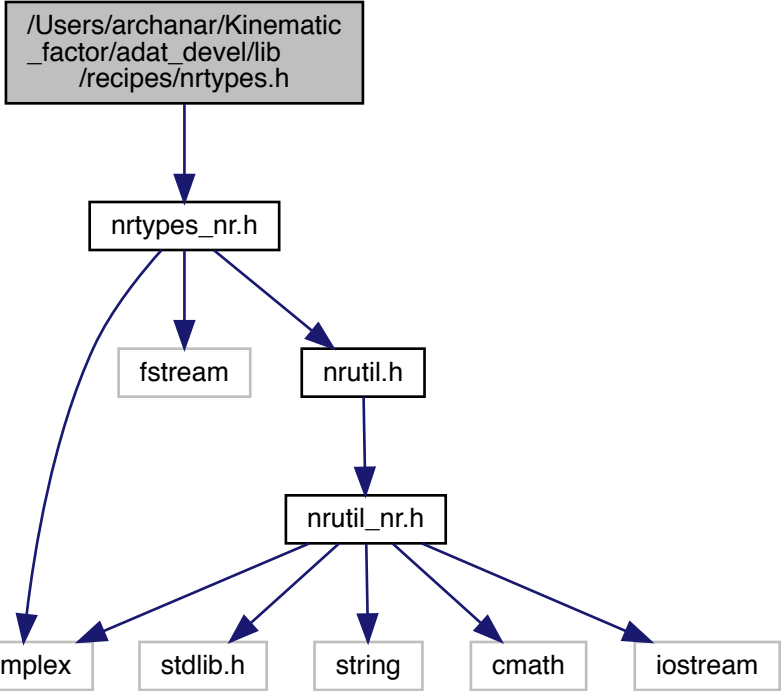 /Users/archanar/Kinematic
_factor/adat_devel/lib
/recipes/nrtypes.h
nrtypes_nr.h
fstream
nrutil.h
nrutil_nr.h
mplex
stdlib.h
string
cmath
iostream